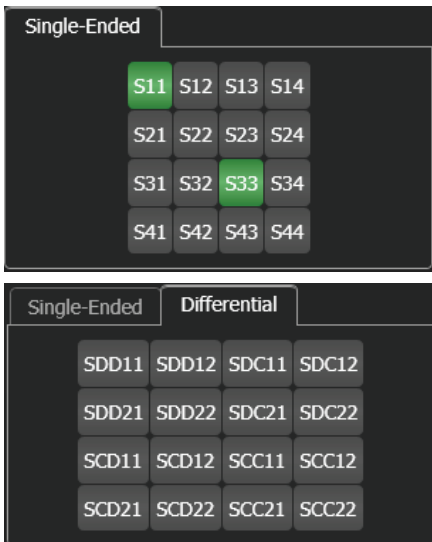 Single-Ended
S11 S12 S13 S14
S21 S22 S23 S24
S31 S32 S33 S34
S41 S42 S43 S44
Single-Ended Differential
SDD11 SDD12 SDC11 SDC12
SDD21 SDD22 SDC21 SDC22
SCD11 SCD12 SCC11 SCC12
SCD21 SCD22 SCC21 SCC22